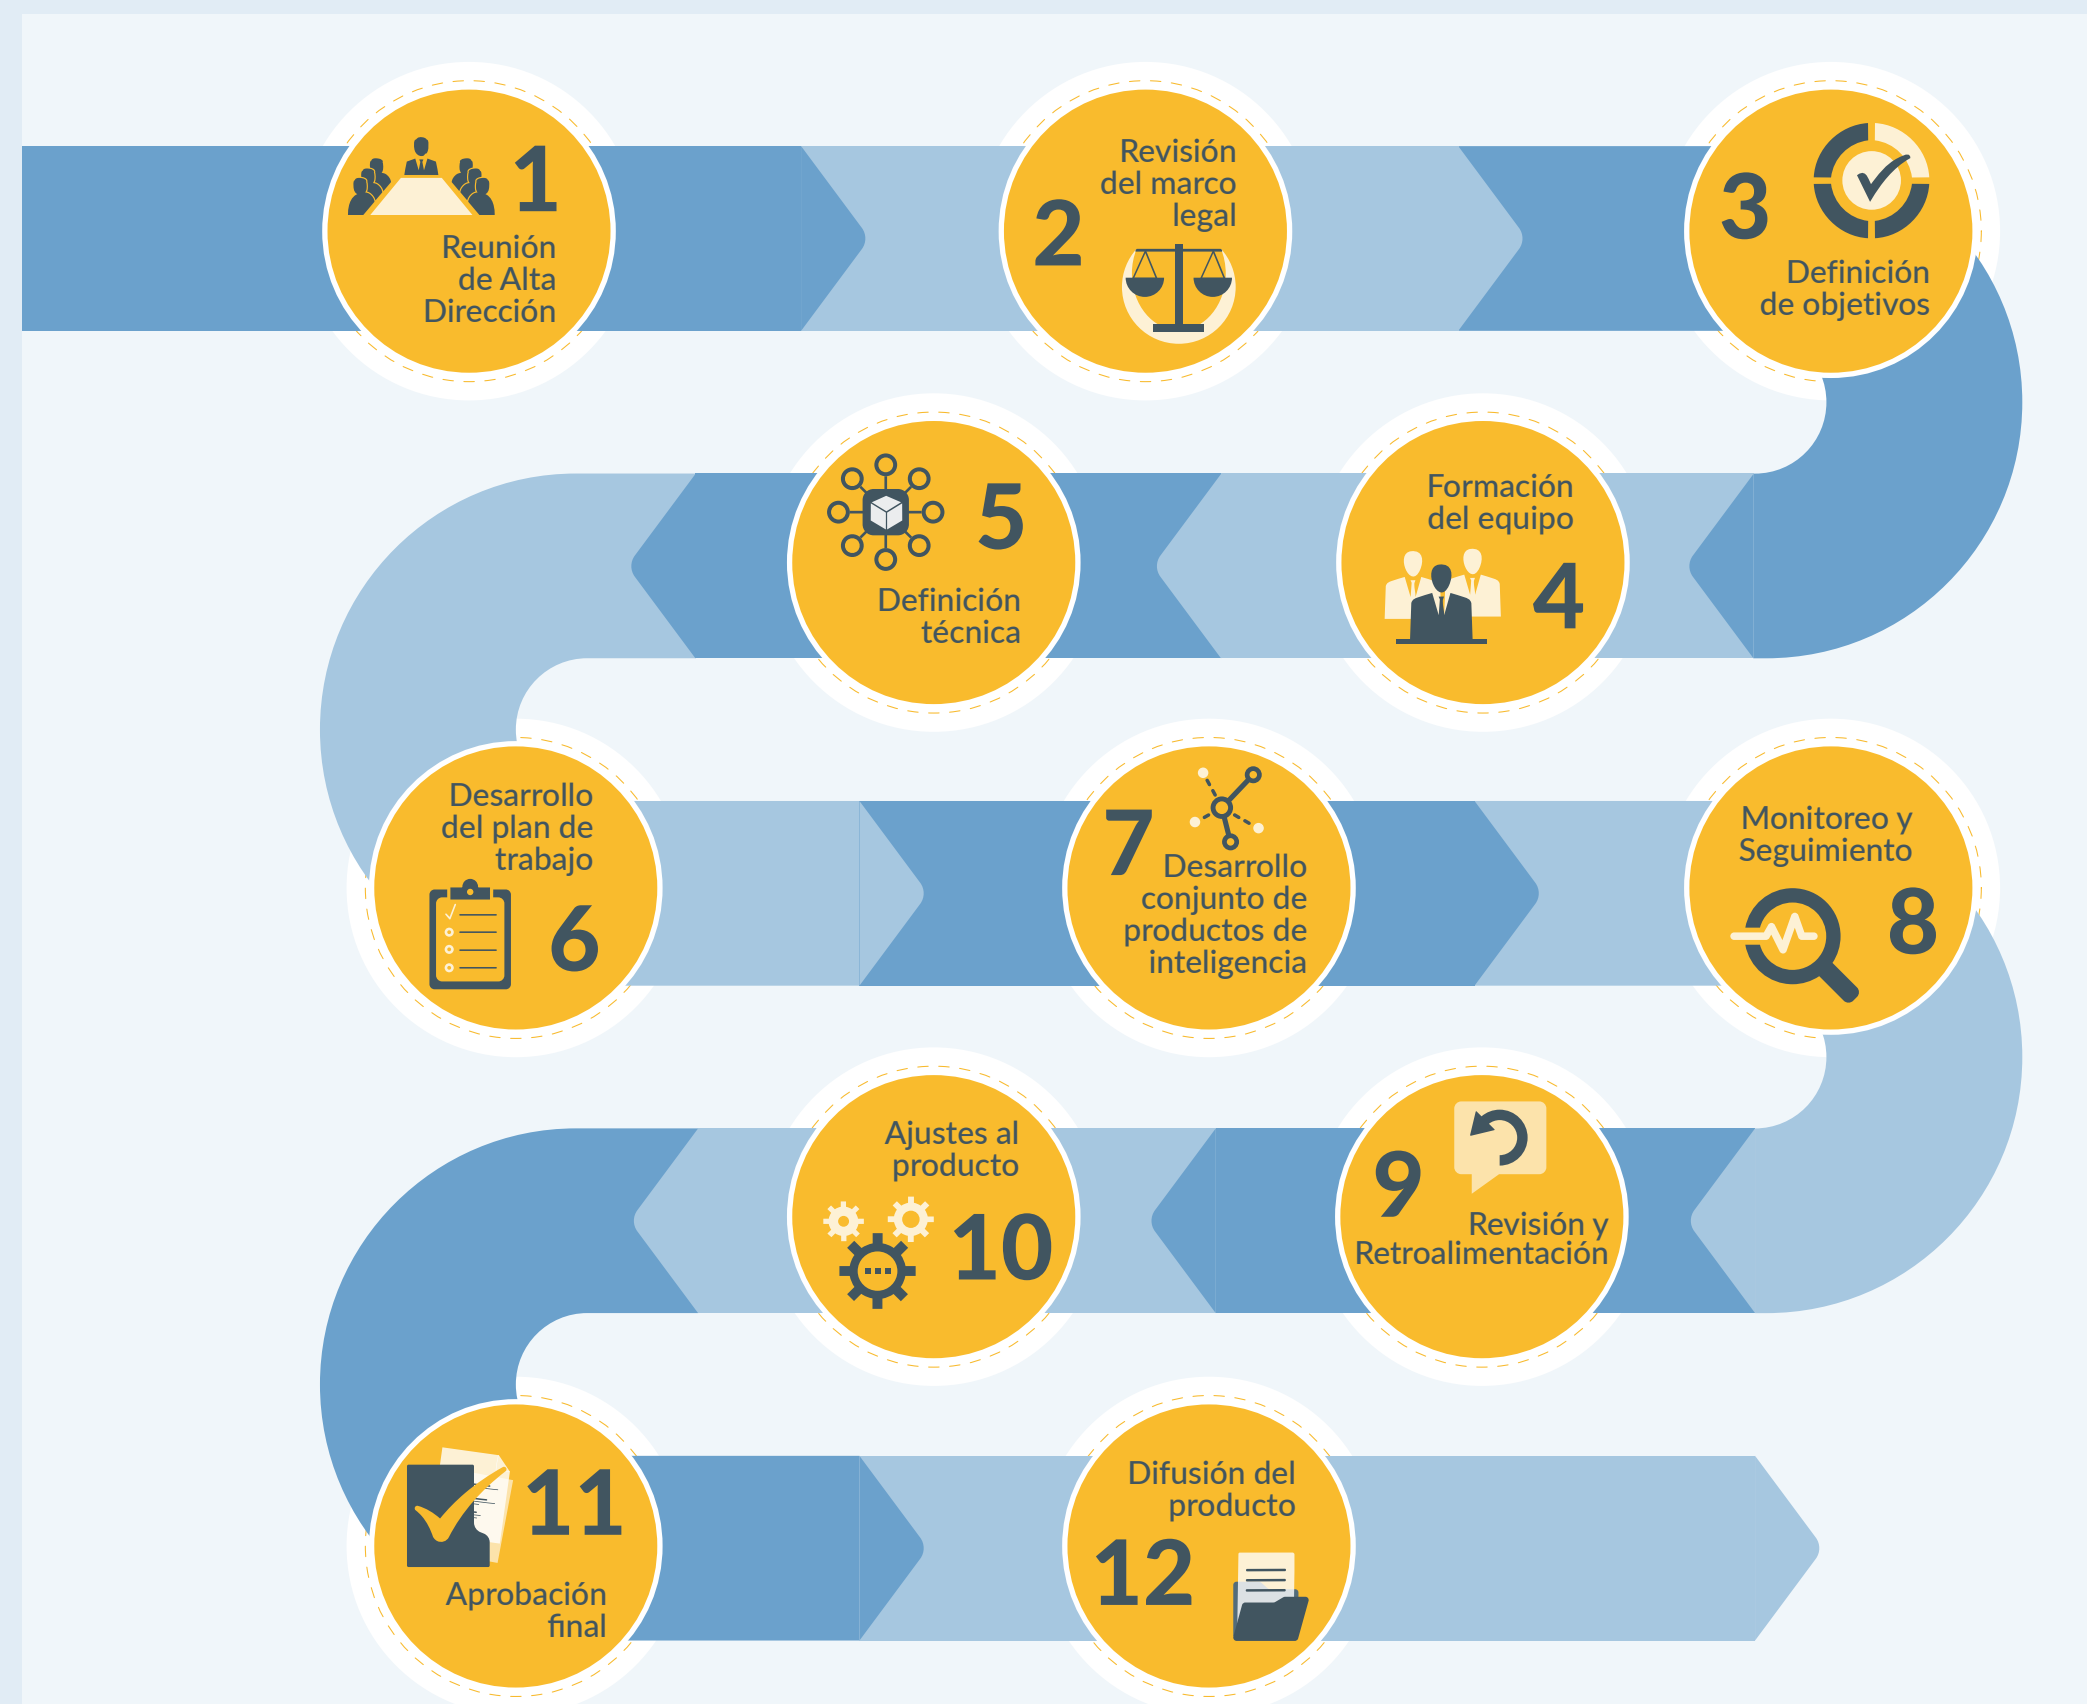 1
Reunión
de Alta
Dirección
2
Revisión
del marco
legal
3
Definición
de objetivos
Formación
del equipo
4
5
Definición
técnica
Desarrollo
del plan de
trabajo
6
7
Desarrollo
conjunto de
productos de
inteligencia
Monitoreo y
Seguimiento
8
9
Revisión y
Retroalimentación
Ajustes al
producto
10
11
Aprobación
final
Difusión del
producto
12